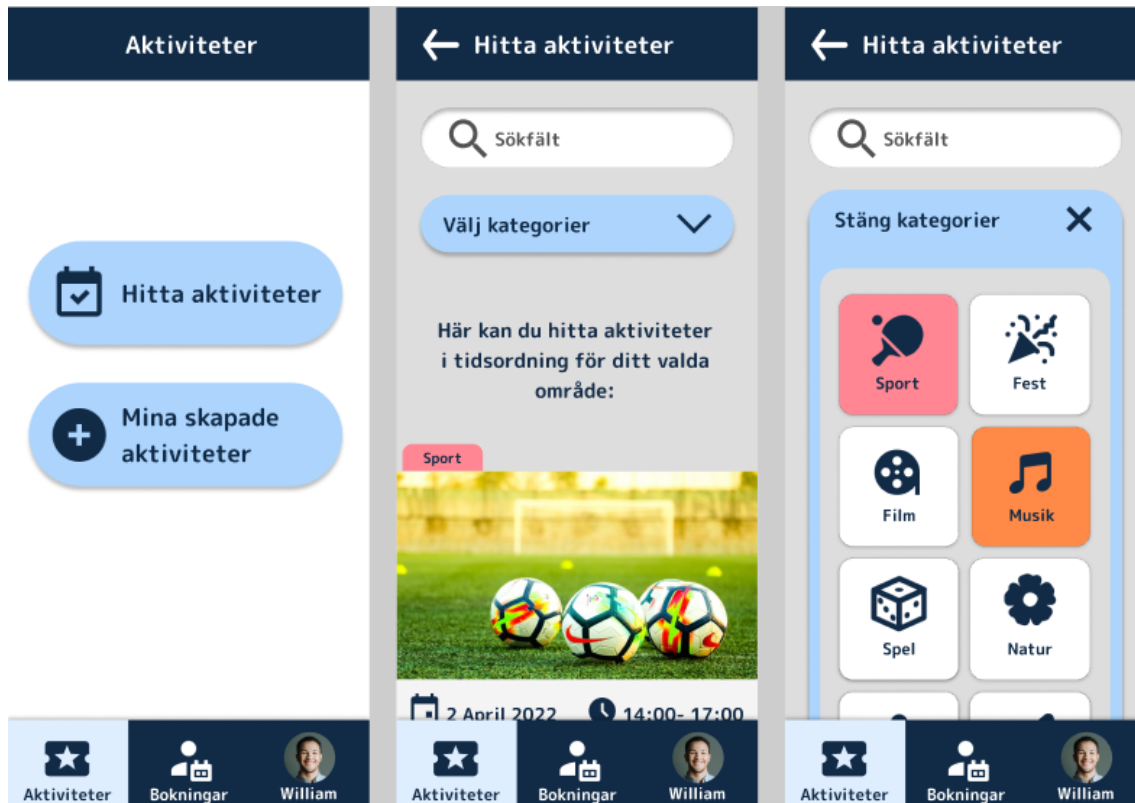 Aktiviteter
Hitta aktiviteter
Mina skapade
aktiviteter
Aktiviteter
Bokningar
William
Hitta aktiviteter
Sökfält
Välj kategorier
Här kan du hitta aktiviteter
i tidsordning för ditt valda
område:
Sport
2 April 2022 14:00- 17:00
Aktiviteter
Bokningar
William
Hitta aktiviteter
Sökfält
Stäng kategorier
Sport
Fest
Film
Musik
Spel
Natur
Aktiviteter
Bokningar
William